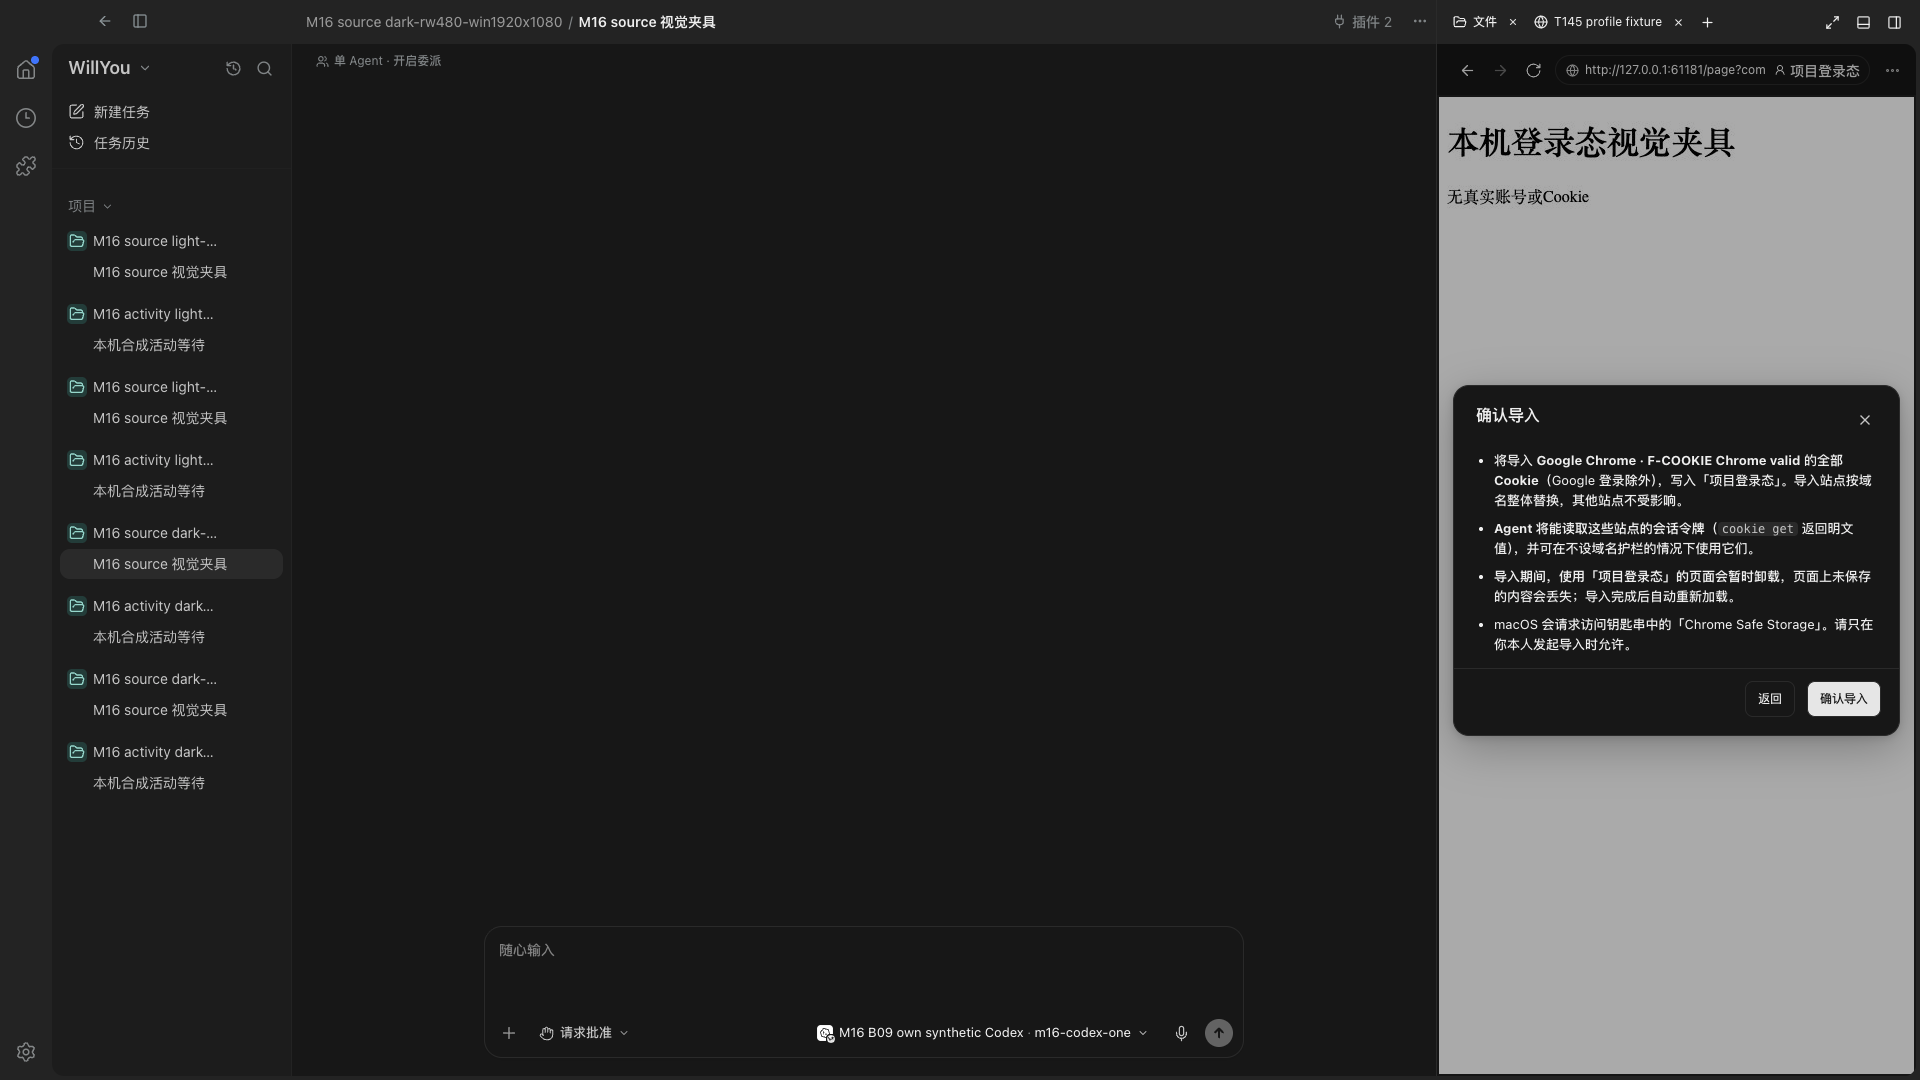 M16 source dark-rw480-win1920x1080 / M16 source 视觉夹具
插件 2
文件
T145 profile fixture
WillYou
新建任务
任务历史
项目
M16 source light-...
M16 source 视觉夹具
M16 activity light...
本机合成活动等待
M16 source light-...
M16 source 视觉夹具
M16 activity light...
本机合成活动等待
M16 source dark-...
M16 source 视觉夹具
M16 activity dark...
本机合成活动等待
M16 source dark-...
M16 source 视觉夹具
M16 activity dark...
本机合成活动等待
单 Agent · 开启委派
随心输入
请求批准
M16 B09 own synthetic Codex · m16-codex-one
http://127.0.0.1:61181/page?com
项目登录态
本机登录态视觉夹具
无真实账号或Cookie
确认导入
将导入 Google Chrome · F-COOKIE Chrome valid 的全部
Cookie（Google 登录除外），写入「项目登录态」。导入站点按域
名整体替换，其他站点不受影响。
Agent 将能读取这些站点的会话令牌（cookie get 返回明文
值），并可在不设域名护栏的情况下使用它们。
导入期间，使用「项目登录态」的页面会暂时卸载，页面上未保存
的内容会丢失；导入完成后自动重新加载。
macOS 会请求访问钥匙串中的「Chrome Safe Storage」。请只在
你本人发起导入时允许。
返回
确认导入